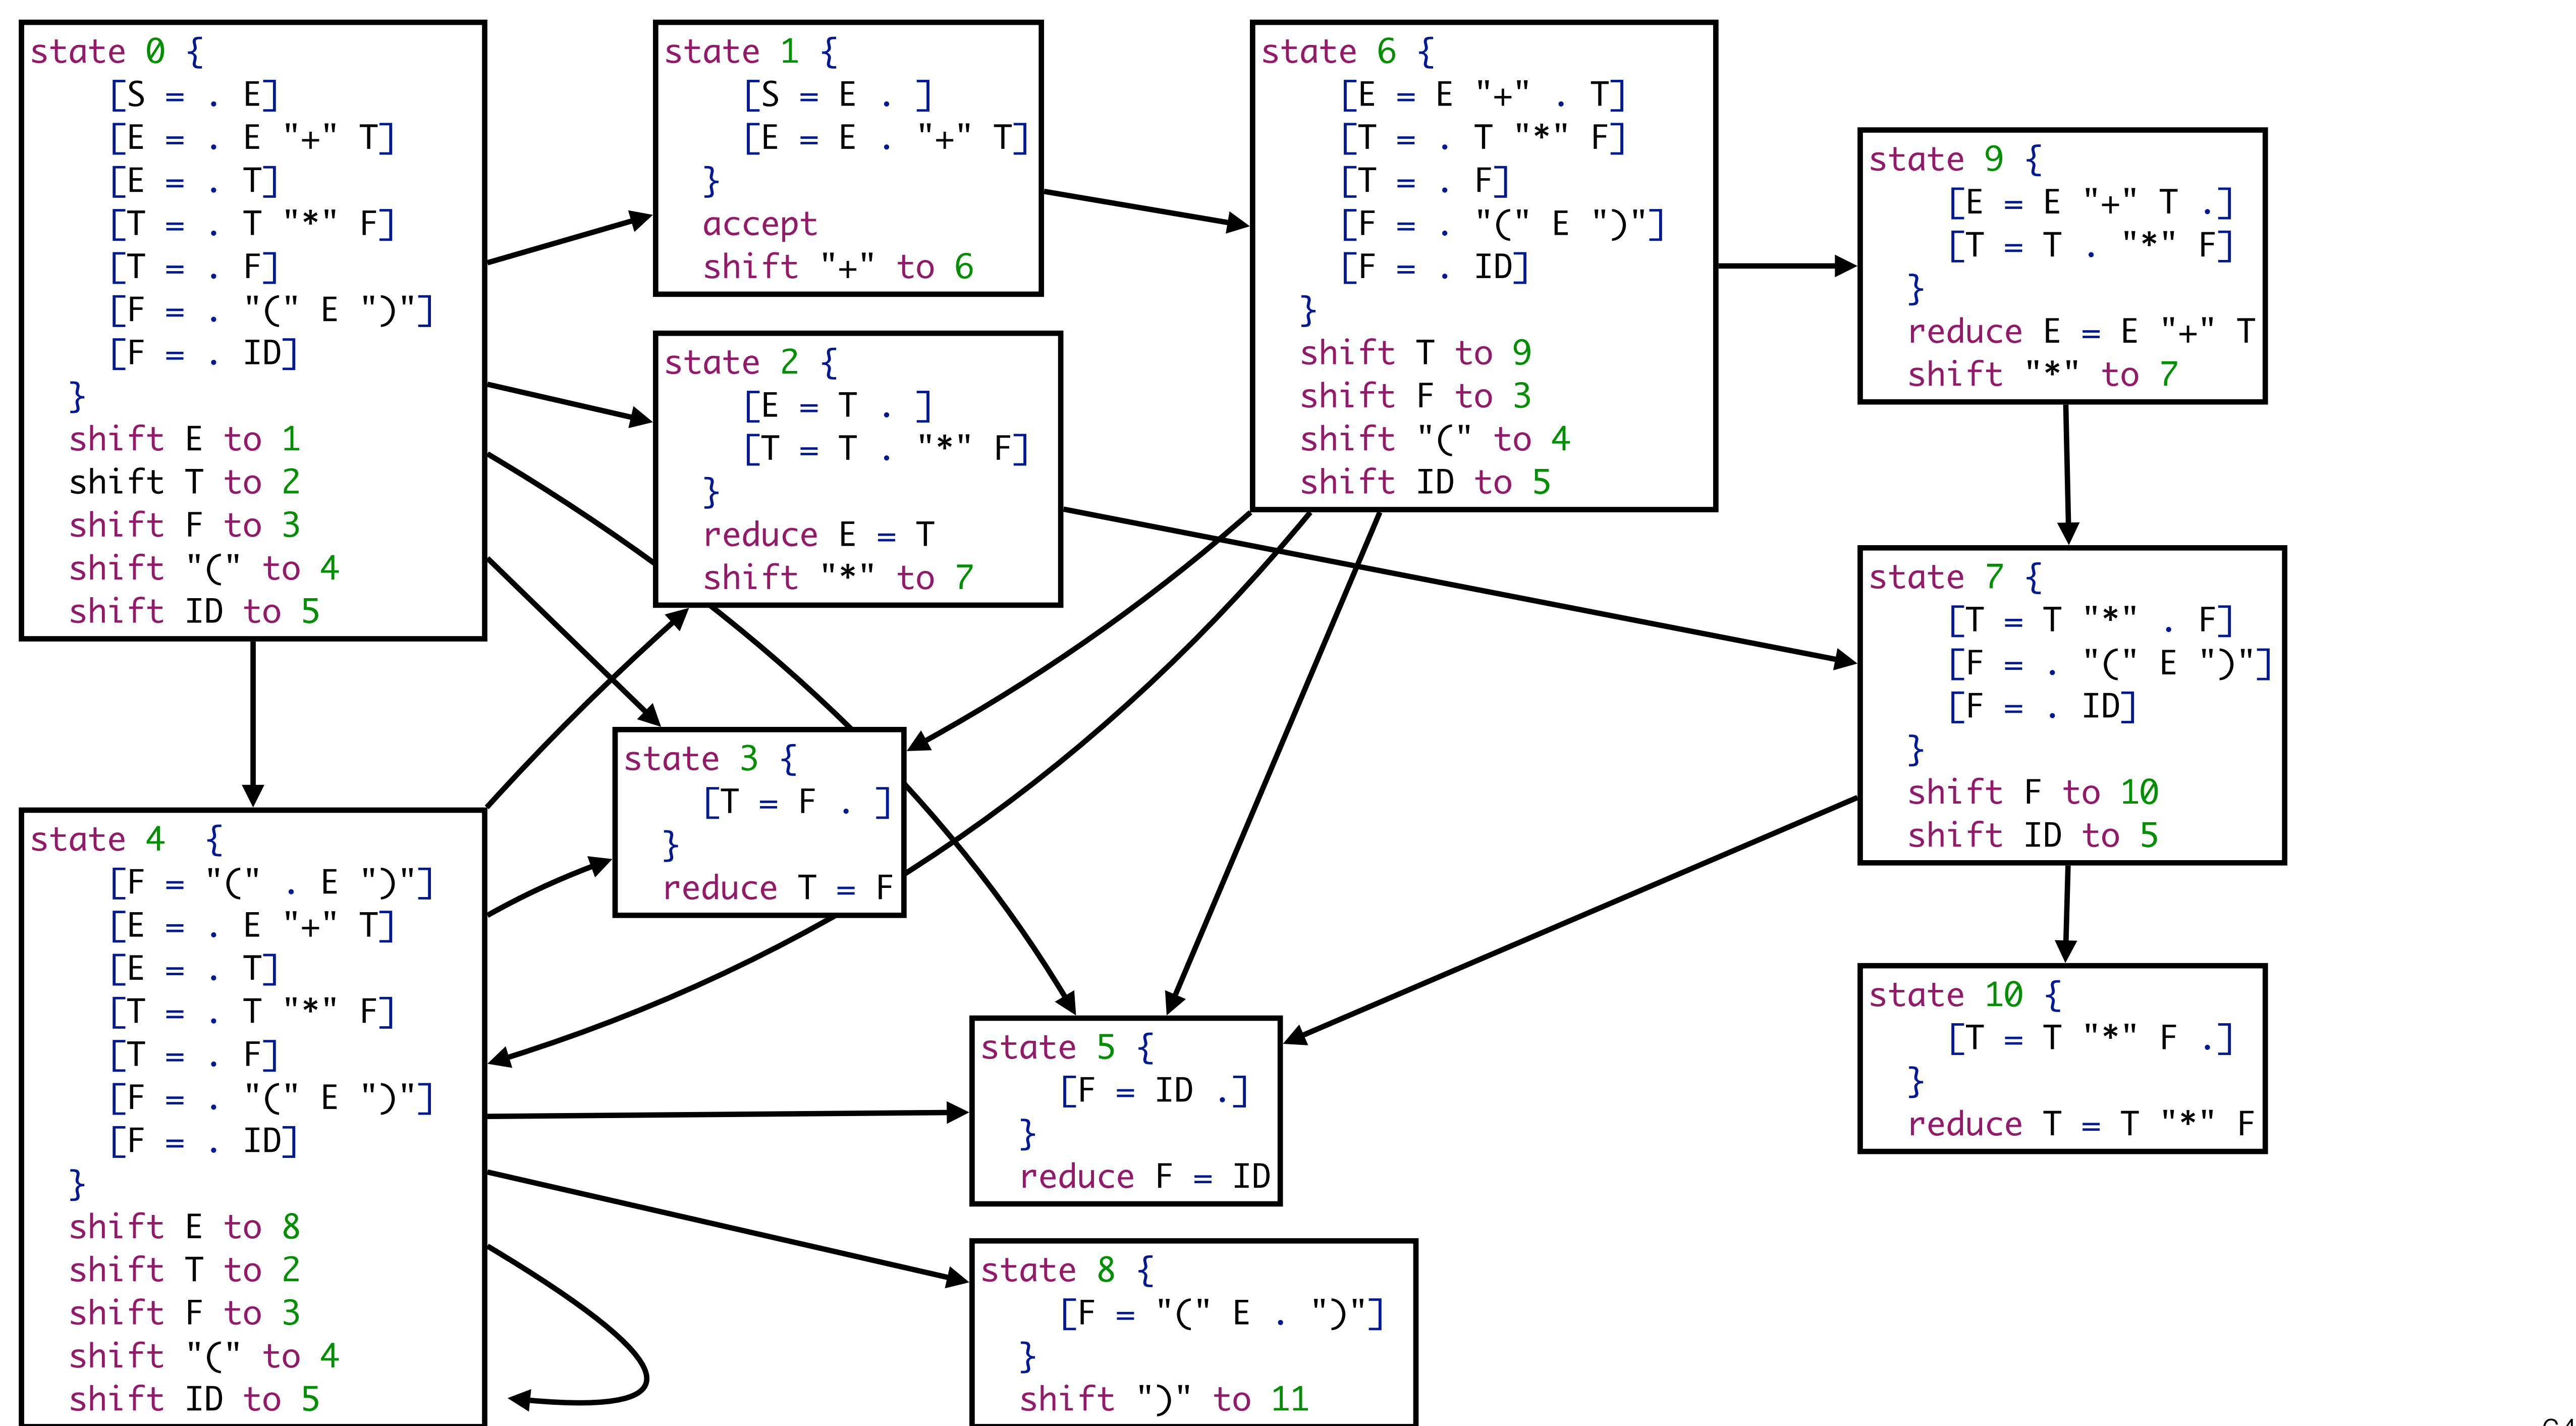 state 0 {
[S = . E]
[E = . E "+" T]
[E = . T]
[T = . T "*" F]
[T = . F]
[F = . "(" E ")"]
[F = . ID]
}
shift E to 1
shift T to 2
shift F to 3
shift "(" to 4
shift ID to 5
state 1 {
[S = E . ]
[E = E . "+" T]
}
accept
shift "+" to 6
state 2 {
[E = T . ]
[T = T . "*" F]
}
reduce E = T
shift "*" to 7
state 6 {
[E = E "+" . T]
[T = . T "*" F]
[T = . F]
[F = . "(" E ")"]
[F = . ID]
}
shift T to 9
shift F to 3
shift "(" to 4
shift ID to 5
state 9 {
[E = E "+" T .]
[T = T . "*" F]
}
reduce E = E "+" T
shift "*" to 7
state 7 {
[T = T "*" . F]
[F = . "(" E ")"]
[F = . ID]
}
shift F to 10
shift ID to 5
state 3 {
[T = F . ]
}
reduce T = F
state 4 {
[F = "(" . E ")"]
[E = . E "+" T]
[E = . T]
[T = . T "*" F]
[T = . F]
[F = . "(" E ")"]
[F = . ID]
}
shift E to 8
shift T to 2
shift F to 3
shift "(" to 4
shift ID to 5
state 5 {
[F = ID .]
}
reduce F = ID
state 10 {
[T = T "*" F .]
}
reduce T = T "*" F
state 8 {
[F = "(" E . ")"]
}
shift ")" to 11